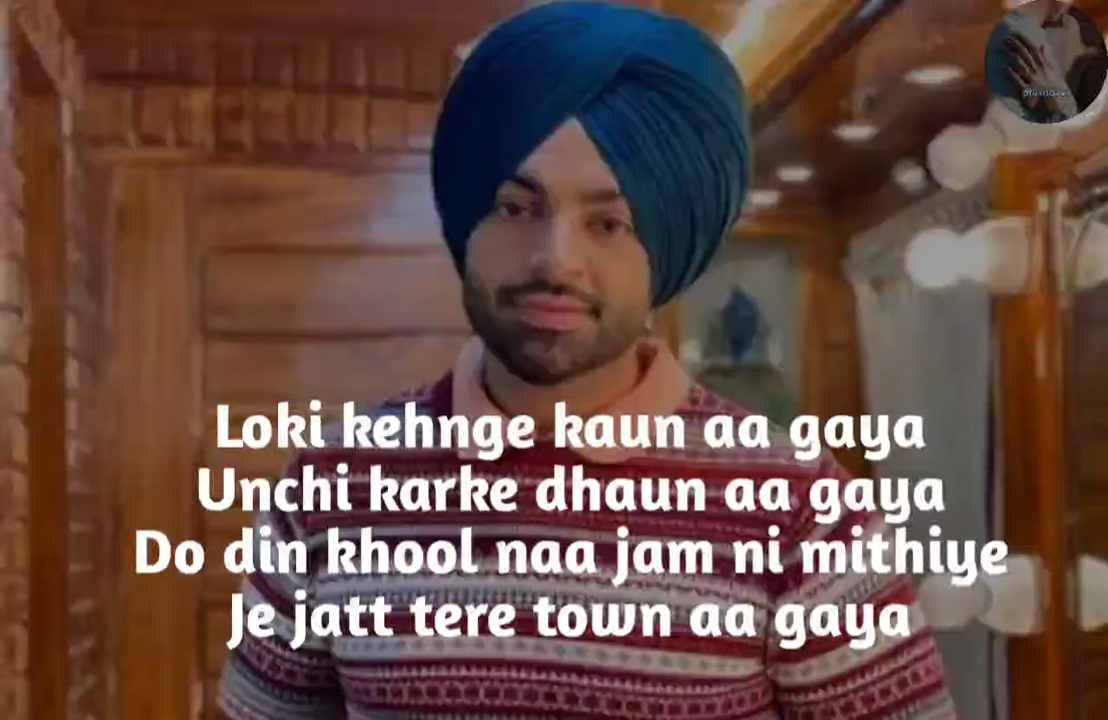 Loki kehnge kaun aa gaya
Unchi karke dhaun aa gaya
Do din khool naa jam ni mithiye
Je jatt tere town aa gaya